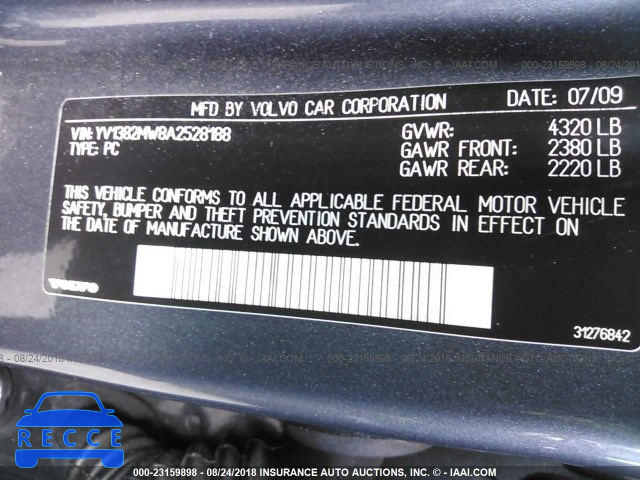 MFD BY VOLVO CAR CORPORATION DATE: 07/09
VIN: YV1382MW8A2528188 GVWR: 4320 LB
TYPE: PC GAWR FRONT: 2380 LB
GAWR REAR: 2220 LB
THIS VEHICLE CONFORMS TO ALL APPLICABLE FEDERAL MOTOR VEHICLE
SAFETY, BUMPER AND THEFT PREVENTION STANDARDS IN EFFECT ON
THE DATE OF MANUFACTURE SHOWN ABOVE.
VOLVO
31276842
RECCE
000-23159898 - 08/24/2018 INSURANCE AUTO AUCTIONS, INC. - © - IAAI.COM